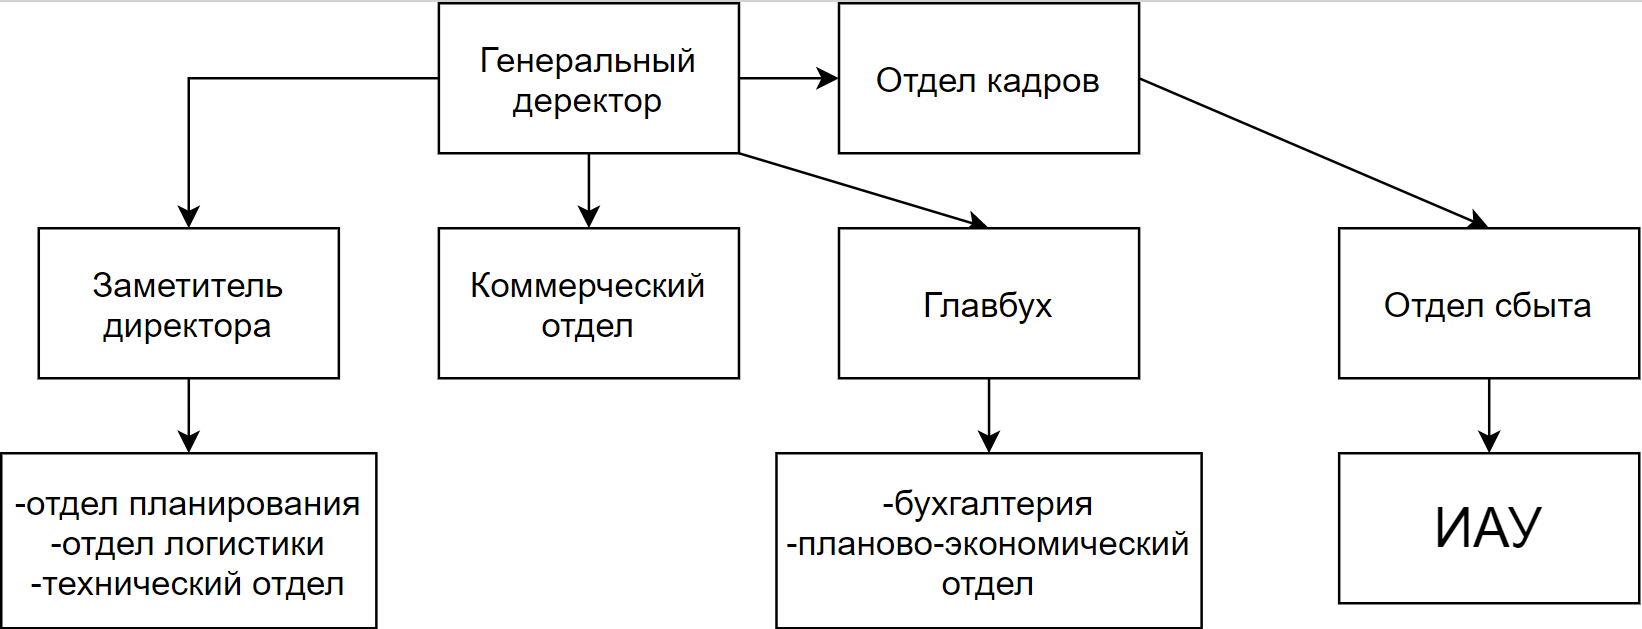 Генеральный
деректор
Отдел кадров
Заметитель
директора
Коммерческий
отдел
Главбух
Отдел сбыта
-отдел планирования
-отдел логистики
-технический отдел
-бухгалтерия
-планово-экономический
отдел
ИАУ